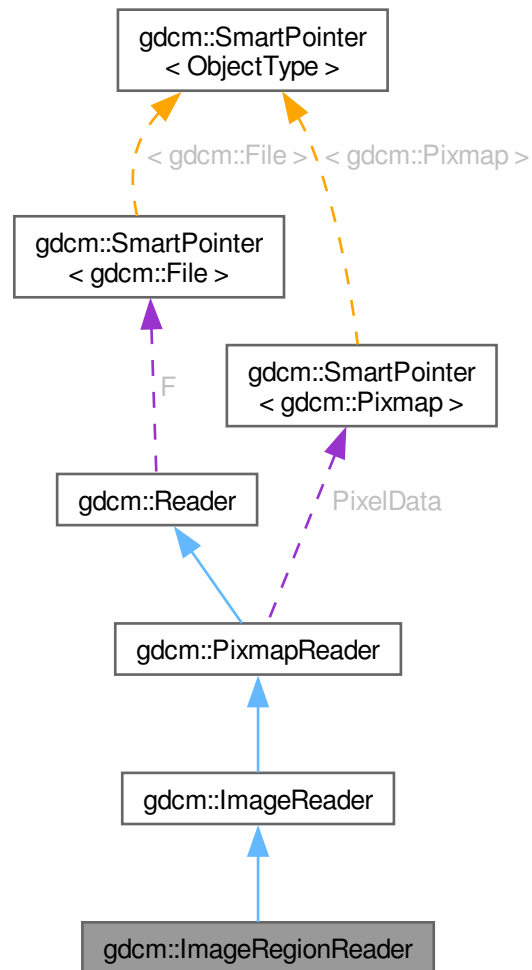 gdcm::SmartPointer
< ObjectType >
< gdcm::File >
< gdcm::Pixmap >
gdcm::SmartPointer
< gdcm::File >
gdcm::SmartPointer
< gdcm::Pixmap >
F
gdcm::Reader
PixelData
gdcm::PixmapReader
gdcm::ImageReader
gdcm::ImageRegionReader